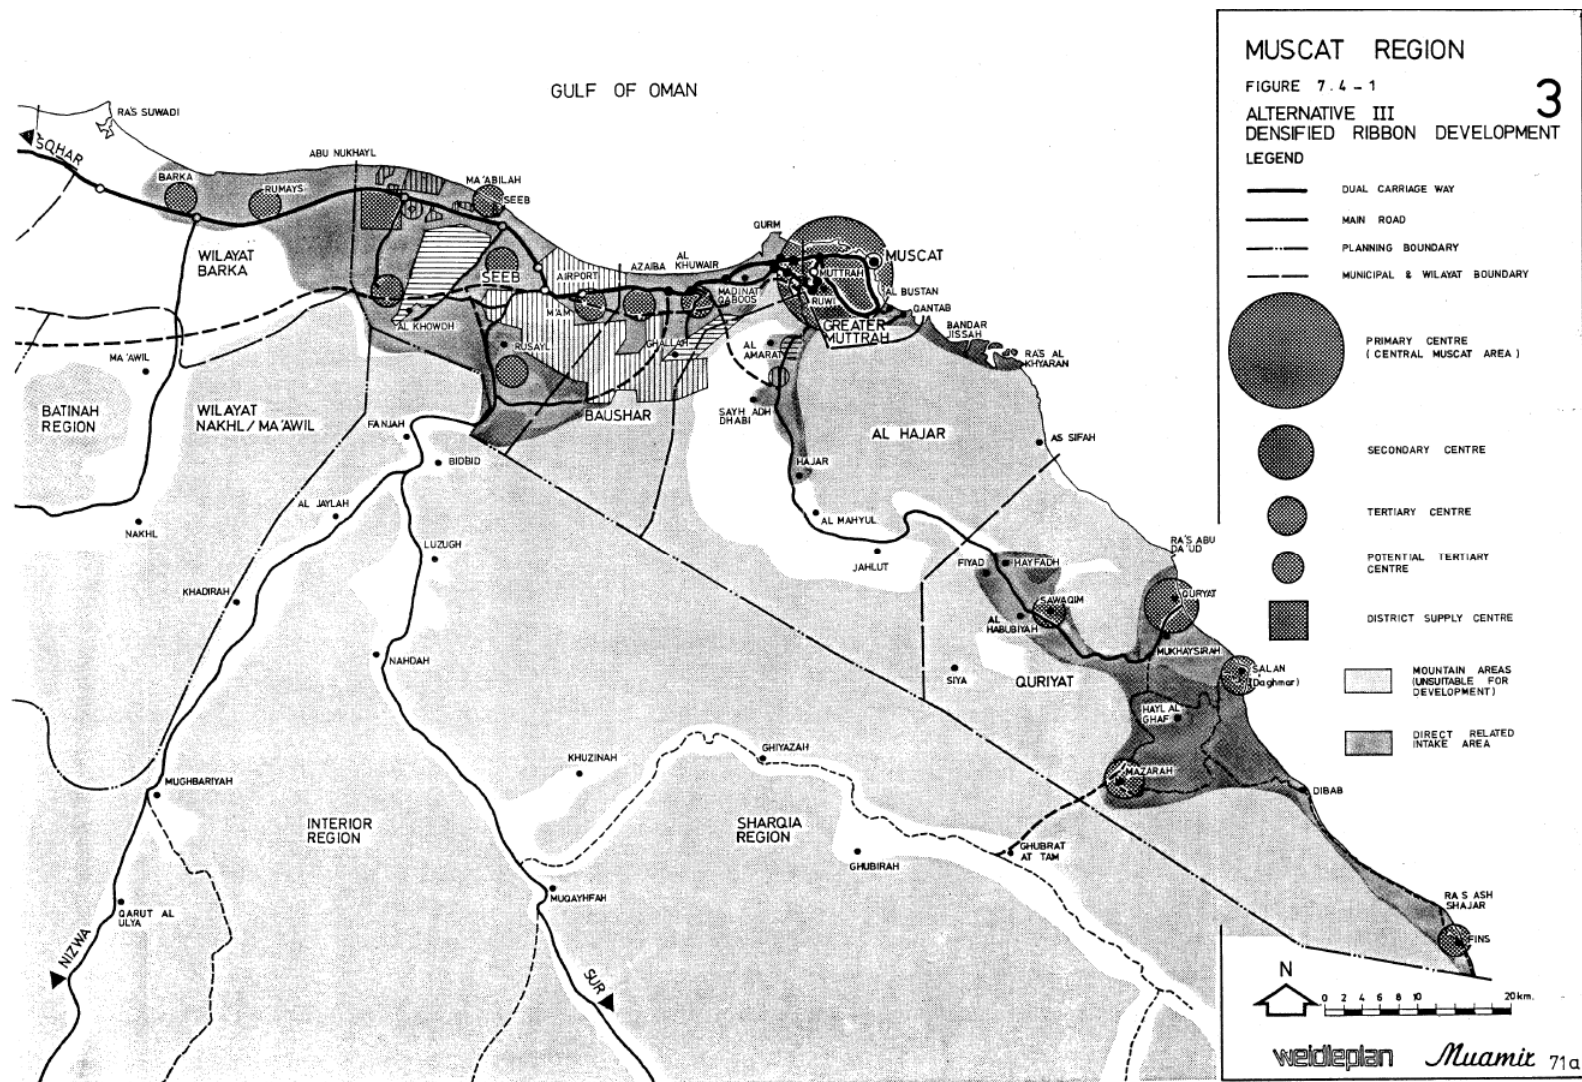 MUSCAT REGION
FIGURE 7.4-1
3
ALTERNATIVE III
DENSIFIED RIBBON DEVELOPMENT
LEGEND
DUAL CARRIAGE WAY
MAIN ROAD
PLANNING BOUNDARY
MUNICIPAL & WILAYAT BOUNDARY
PRIMARY CENTRE
(CENTRAL MUSCAT AREA)
SECONDARY CENTRE
TERTIARY CENTRE
POTENTIAL TERTIARY
CENTRE
DISTRICT SUPPLY CENTRE
MOUNTAIN AREAS
(UNSUITABLE FOR
DEVELOPMENT)
DIRECT RELATED
INTAKE AREA
N
0 2 4 6 8 10 20km.
weidleplan
Muamir
71a
GULF OF OMAN
RA'S SUWADI
SOHAR
ABU NUKHAYL
BARKA
RUMAYS
MA'ABILAH
SEEB
WILAYAT
BARKA
SEEB
AIRPORT
AZAIBA
AL
KHUWAIR
QURM
MUSCAT
MUTTRAH
MADINAT
QABOOS
RUWI
AL BUSTAN
QANTAB
GREATER
MUTTRAH
BANDAR
JISSAH
RA'S AL
KHYARAN
M'AM
AL KHOWDH
RUSAYL
GHALLAH
AL
AMARAT
MA'AWIL
BATINAH
REGION
WILAYAT
NAKHL/MA'AWIL
FANJAH
BAUSHAR
SAYH ADH
DHABI
AL HAJAR
AS SIFAH
BIDBID
HAJAR
AL JAYLAH
NAKHL
AL MAHYUL
LUZUGH
JAHLUT
FIYAD
HAYFADH
RA'S ABU
DA'UD
KHADIRAH
SAWAQIM
QURYAT
AL
HABUBIYAH
MUKHAYSIRAH
NAHDAH
SIYA
QURIYAT
SALAN
(Daghmar)
HAYL AL
GHAF
GHIYAZAH
KHUZINAH
MAZARAH
MUGHBARIYAH
DIBAB
INTERIOR
REGION
SHARQIA
REGION
GHUBRAT
AT TAM
GHUBIRAH
MUQAYHFAH
RA'S ASH
SHAJAR
QARUT AL
ULYA
FINS
NIZWA
SUR